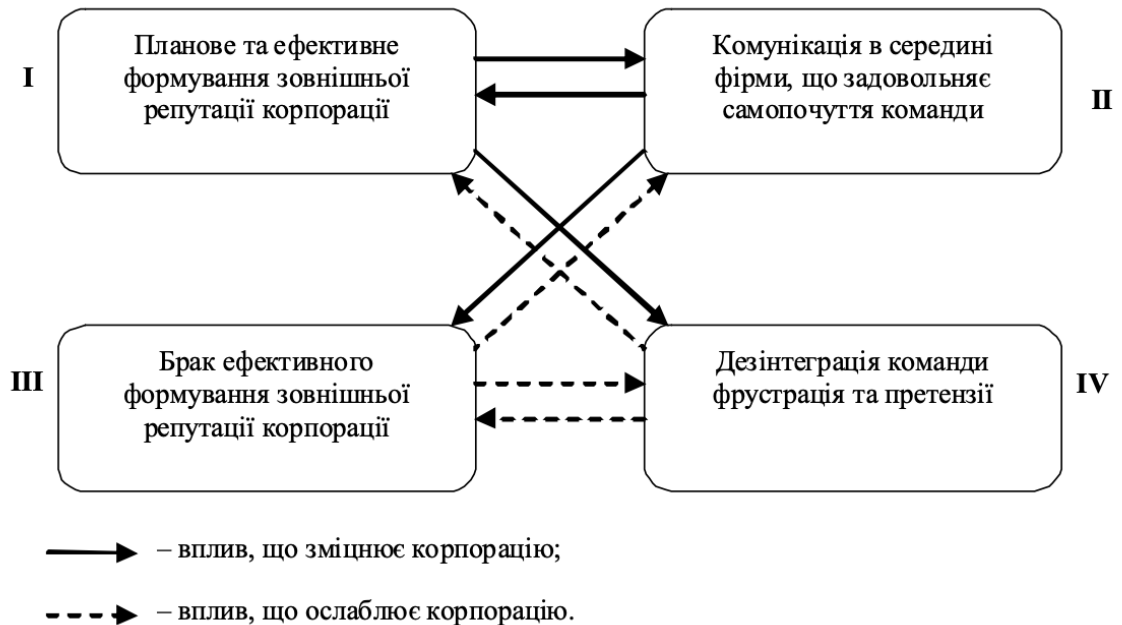 I
Планове та ефективне
формування зовнішньої
репутації корпорації
Комунікація в середині
фірми, що задовольняє
самопочуття команди
II
III
Брак ефективного
формування зовнішньої
репутації корпорації
Дезінтеграція команди
фрустрація та претензії
IV
– вплив, що зміцнює корпорацію;
– вплив, що ослаблює корпорацію.